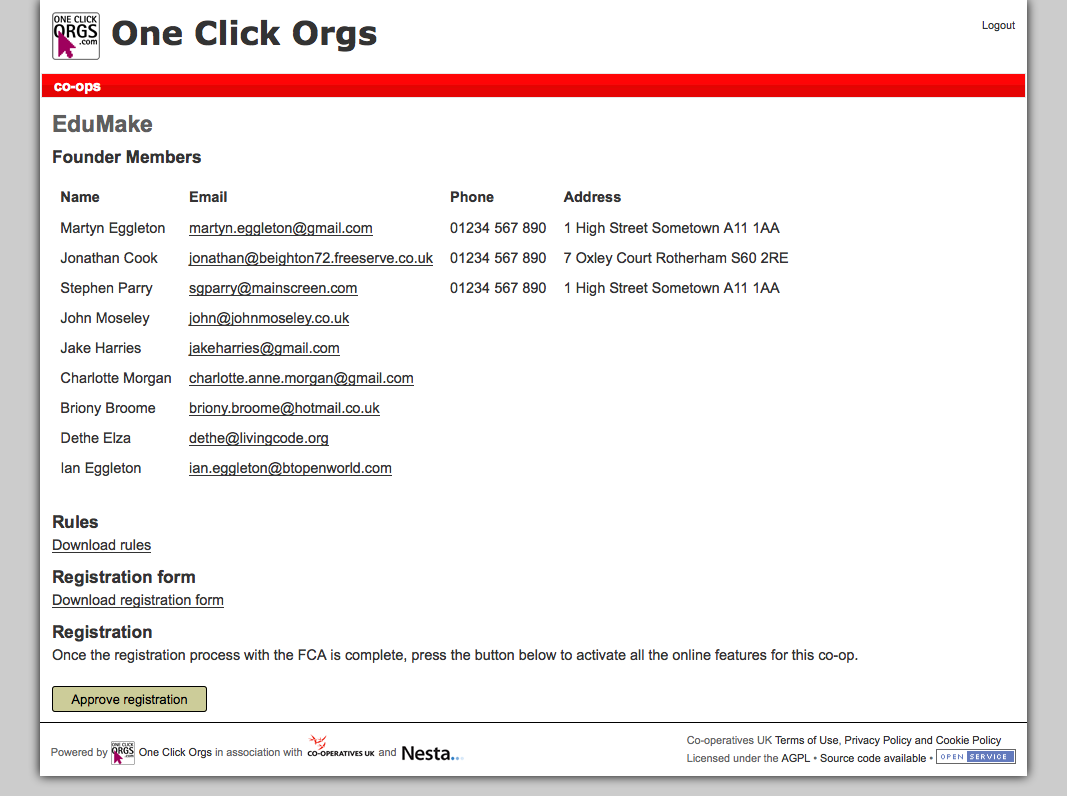 ONE CLICK
ORGS
.com
One Click Orgs
Logout
co-ops
EduMake
Founder Members
Name Email Phone Address
Martyn Eggleton martyn.eggleton@gmail.com 01234 567 890 1 High Street Sometown A11 1AA
Jonathan Cook jonathan@beighton72.freeserve.co.uk 01234 567 890 7 Oxley Court Rotherham S60 2RE
Stephen Parry sgparry@mainscreen.com 01234 567 890 1 High Street Sometown A11 1AA
John Moseley john@johnmoseley.co.uk
Jake Harries jakeharries@gmail.com
Charlotte Morgan charlotte.anne.morgan@gmail.com
Briony Broome briony.broome@hotmail.co.uk
Dethe Elza dethe@livingcode.org
Ian Eggleton ian.eggleton@btopenworld.com
Rules
Download rules
Registration form
Download registration form
Registration
Once the registration process with the FCA is complete, press the button below to activate all the online features for this co-op.
Approve registration
Powered by ONE CLICK ORGS .com One Click Orgs in association with CO-OPERATIVES UK and Nesta...
Co-operatives UK Terms of Use, Privacy Policy and Cookie Policy
Licensed under the AGPL • Source code available • OPEN SERVICE